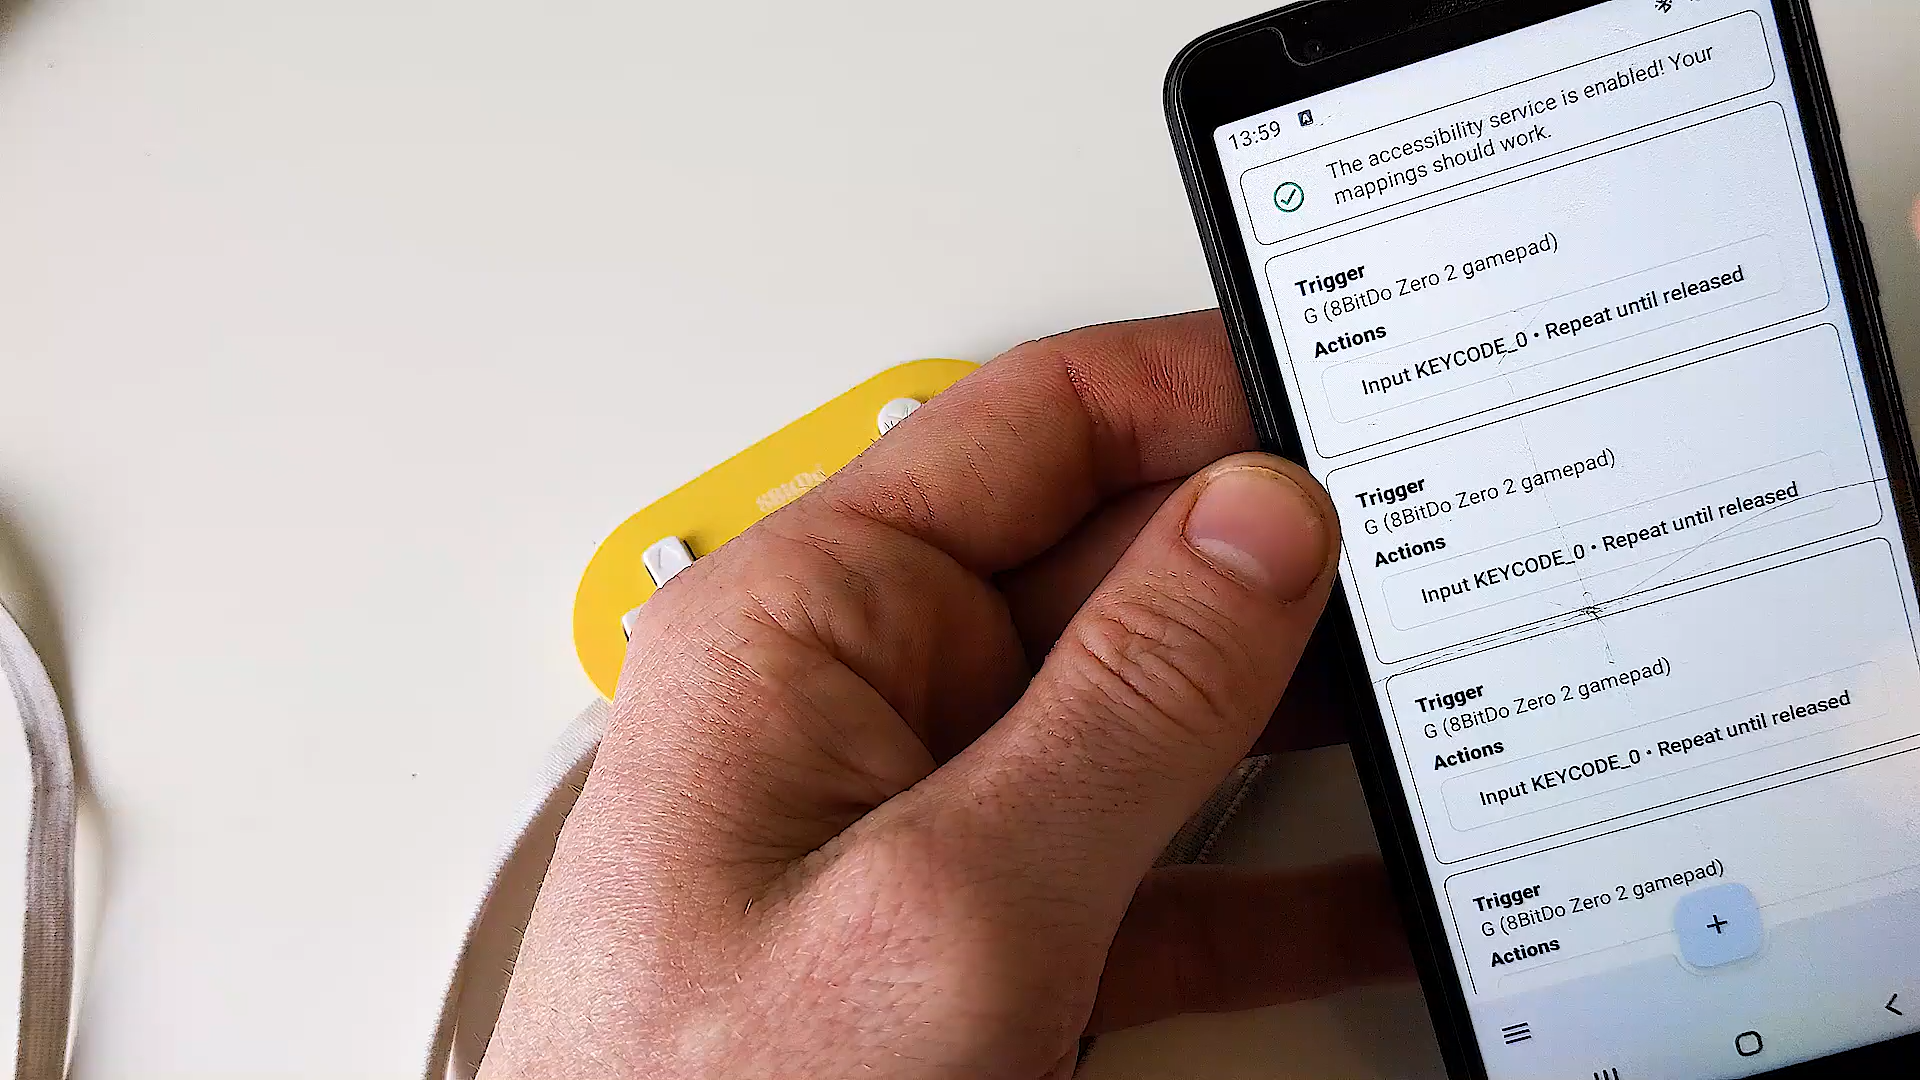 13:59
The accessibility service is enabled! Your
mappings should work.
Trigger
G (8BitDo Zero 2 gamepad)
Actions
Input KEYCODE_0 • Repeat until released
Trigger
G (8BitDo Zero 2 gamepad)
Actions
Input KEYCODE_0 • Repeat until released
Trigger
G (8BitDo Zero 2 gamepad)
Actions
Input KEYCODE_0 • Repeat until released
Trigger
G (8BitDo Zero 2 gamepad)
Actions
8BitDo